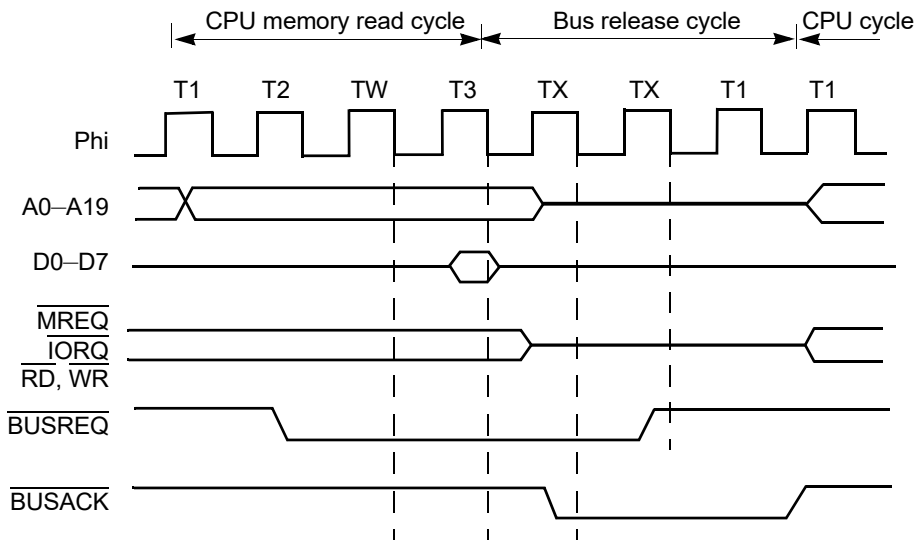 CPU memory read cycle Bus release cycle CPU cycle
T1 T2 TW T3 TX TX T1 T1
Phi
A0–A19
D0–D7
MREQ
IORQ
RD, WR
BUSREQ
BUSACK